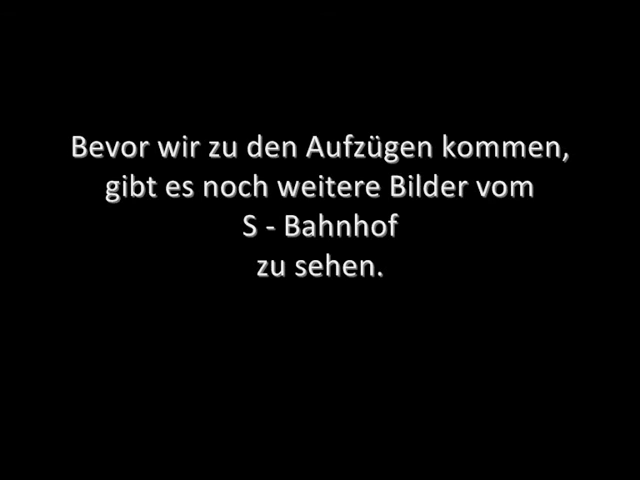 Bevor wir zu den Aufzügen kommen,
gibt es noch weitere Bilder vom
S - Bahnhof
zu sehen.